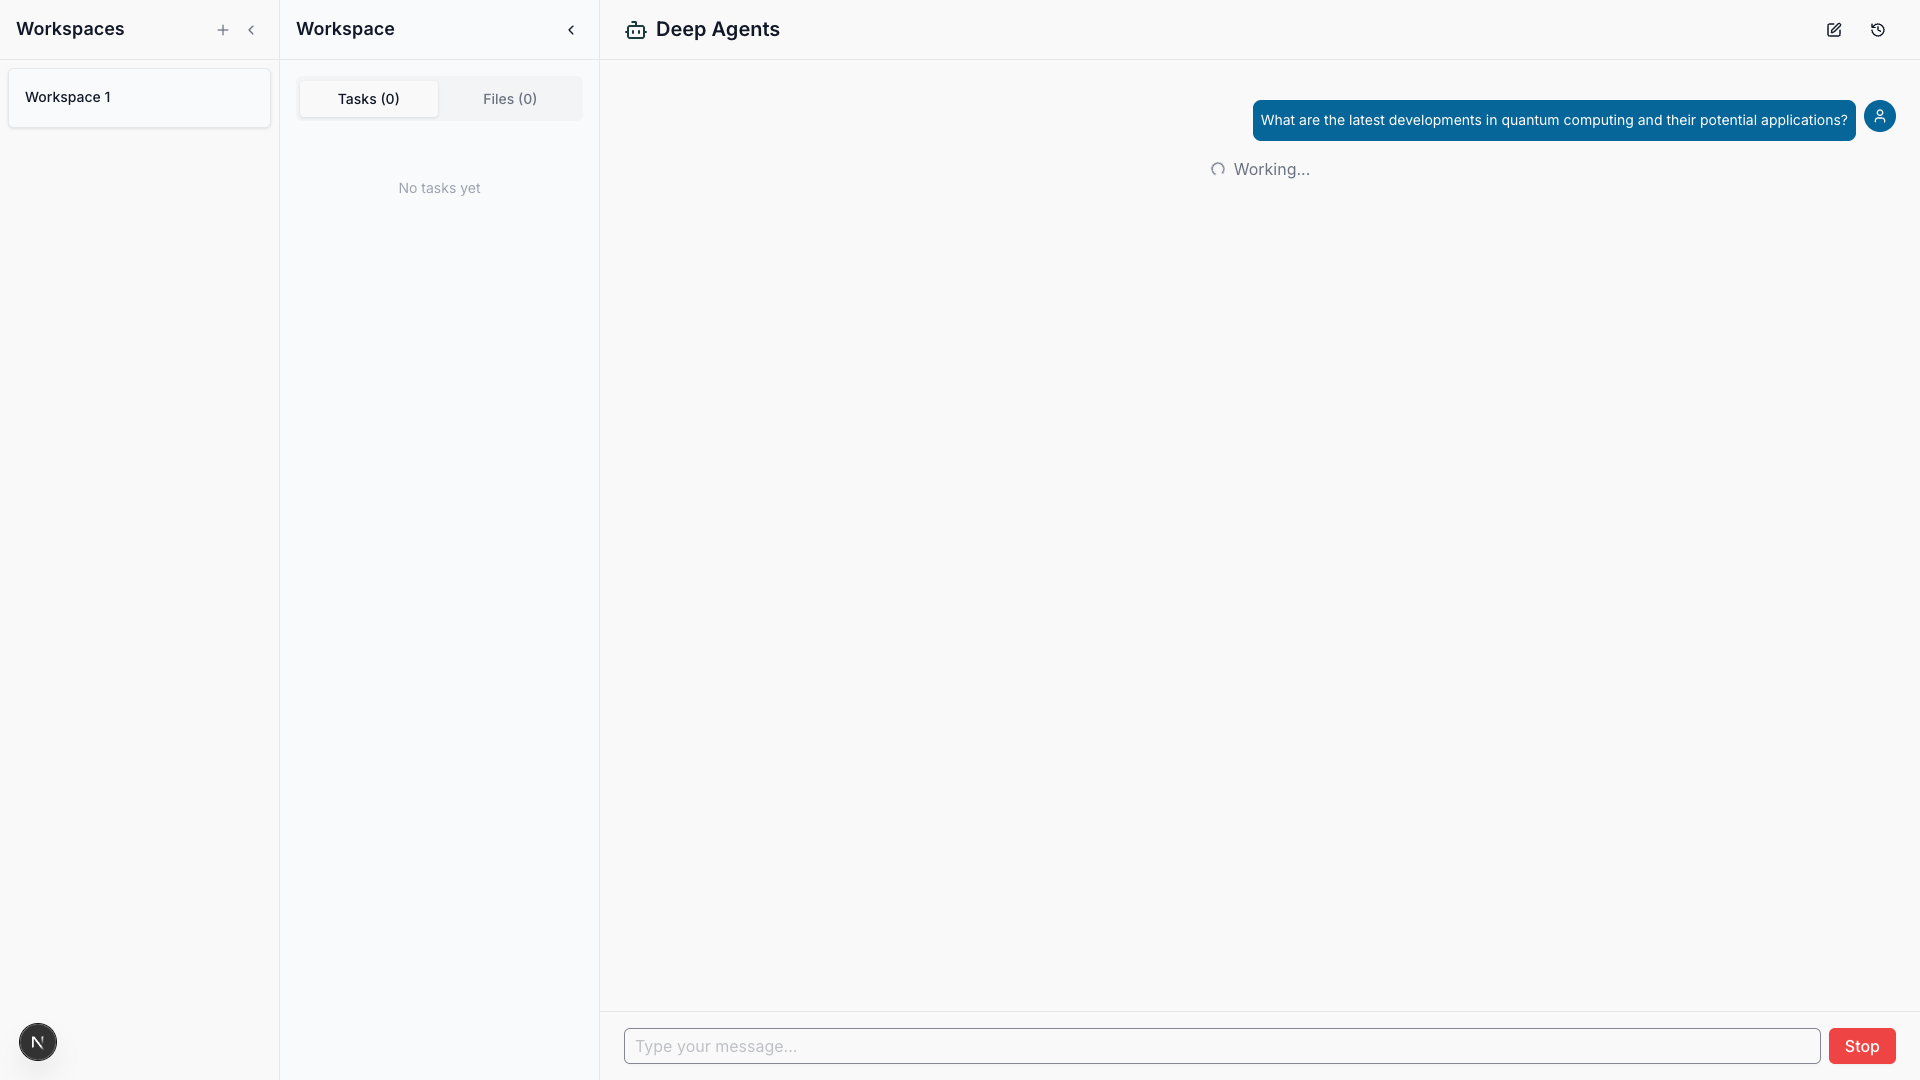 Workspaces
Workspace 1
Workspace
Tasks (0)
Files (0)
No tasks yet
Deep Agents
What are the latest developments in quantum computing and their potential applications?
Working...
Type your message...
Stop
N